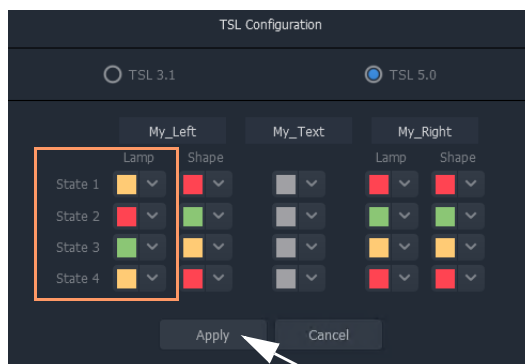 TSL Configuration
TSL 3.1 TSL 5.0
My_Left My_Text My_Right
Lamp Shape Lamp Shape
State 1
State 2
State 3
State 4
Apply Cancel